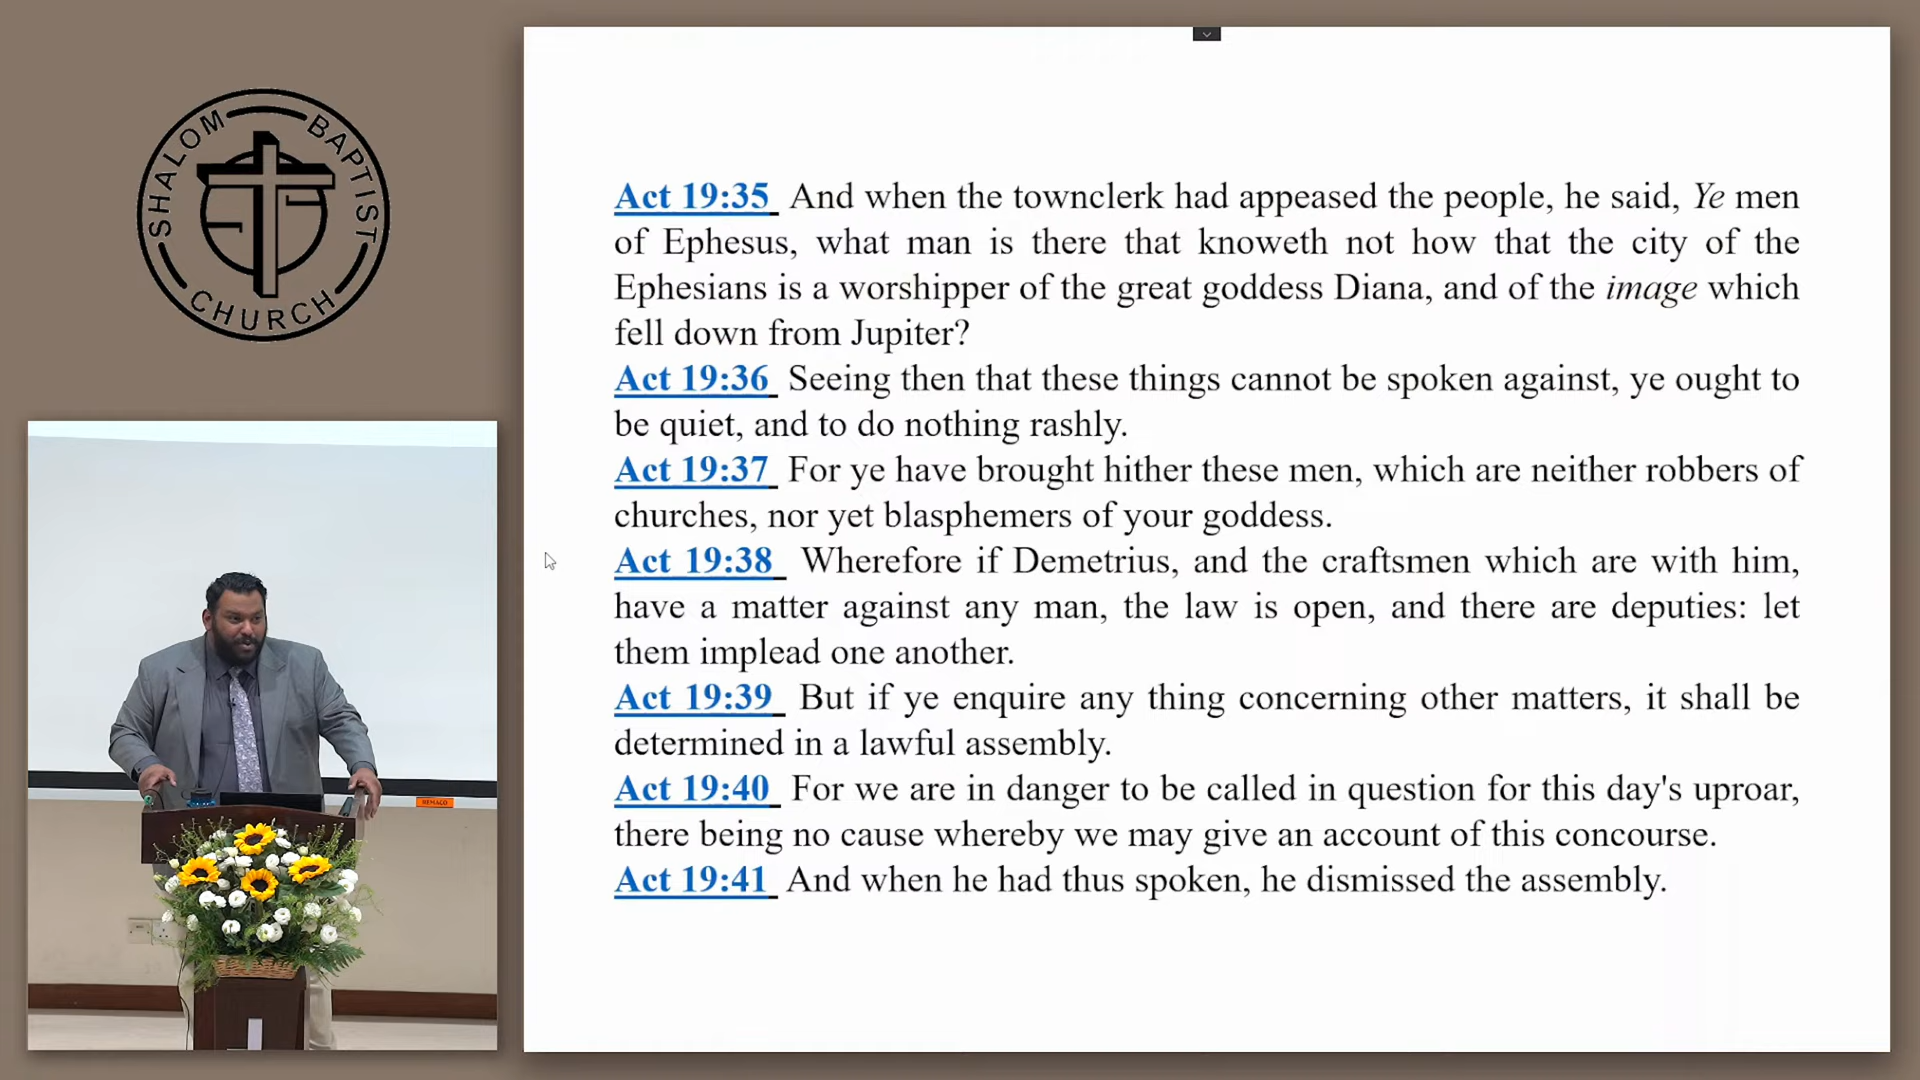 SHALOM BAPTIST
CHURCH
Act 19:35 And when the townclerk had appeased the people, he said, Ye men
of Ephesus, what man is there that knoweth not how that the city of the
Ephesians is a worshipper of the great goddess Diana, and of the image which
fell down from Jupiter?
Act 19:36 Seeing then that these things cannot be spoken against, ye ought to
be quiet, and to do nothing rashly.
Act 19:37 For ye have brought hither these men, which are neither robbers of
churches, nor yet blasphemers of your goddess.
Act 19:38 Wherefore if Demetrius, and the craftsmen which are with him,
have a matter against any man, the law is open, and there are deputies: let
them implead one another.
Act 19:39 But if ye enquire any thing concerning other matters, it shall be
determined in a lawful assembly.
Act 19:40 For we are in danger to be called in question for this day's uproar,
there being no cause whereby we may give an account of this concourse.
Act 19:41 And when he had thus spoken, he dismissed the assembly.
REMACO